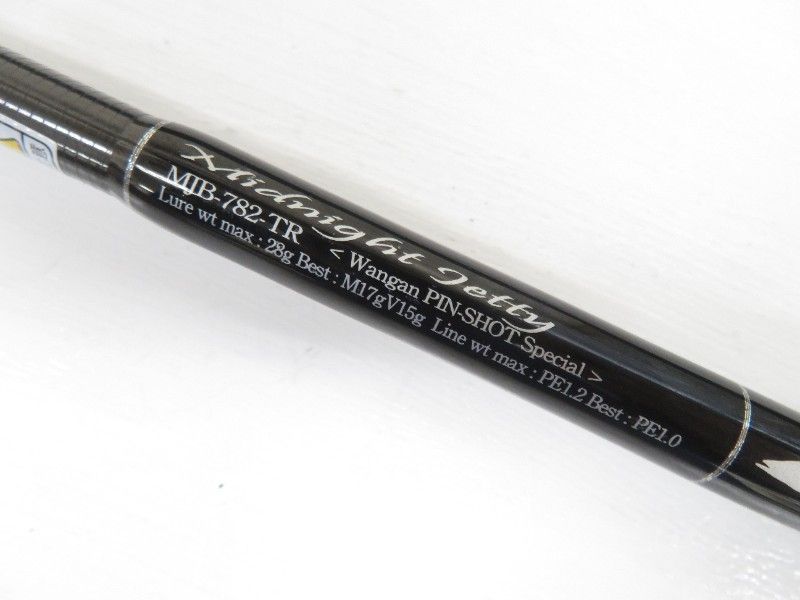 Midnight Jetty
MJB-782-TR < Wangan PIN-SHOT Special >
Lure wt max : 28g Best : M17gV15g Line wt max : PE1.2 Best : PE1.0